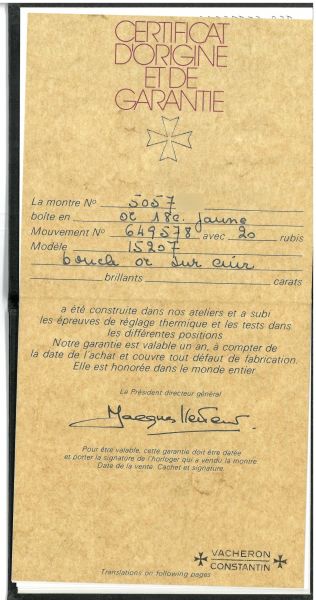 CERTIFICAT
D'ORIGINE
ET DE
GARANTIE
La montre Nº 5057
boîte en or 18c. jaune
Mouvement Nº 649578 avec 20 rubis
Modèle 15207
boucle or sur cuir
brillants carats
a été construite dans nos ateliers et a subi
les épreuves de réglage thermique et les tests dans
les différentes positions
Notre garantie est valable un an, à compter de
la date de l'achat et couvre tout défaut de fabrication.
Elle est honorée dans le monde entier
Le Président directeur général
Pour être valable, cette garantie doit être datée
et porter la signature de l'horloger qui a vendu la montre
Date de la vente. Cachet et signature.
VACHERON
CONSTANTIN
Translations on following pages